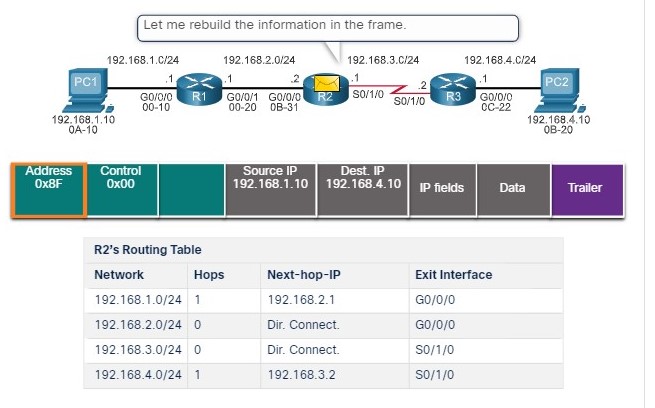 Let me rebuild the information in the frame.
192.168.1.0/24 192.168.2.0/24 192.168.3.0/24 192.168.4.0/24
PC1 .1 R1 .1 .2 R2 .1 .2 R3 .1 PC2
G0/0/0 G0/0/1 G0/0/0 S0/1/0 S0/1/0 G0/0/0
00-10 00-20 0B-31 0C-22
192.168.1.10 192.168.4.10
0A-10 0B-20
Address Control Source IP Dest. IP
0x8F 0x00 192.168.1.10 192.168.4.10 IP fields Data Trailer
R2's Routing Table
Network Hops Next-hop-IP Exit Interface
192.168.1.0/24 1 192.168.2.1 G0/0/0
192.168.2.0/24 0 Dir. Connect. G0/0/0
192.168.3.0/24 0 Dir. Connect. S0/1/0
192.168.4.0/24 1 192.168.3.2 S0/1/0